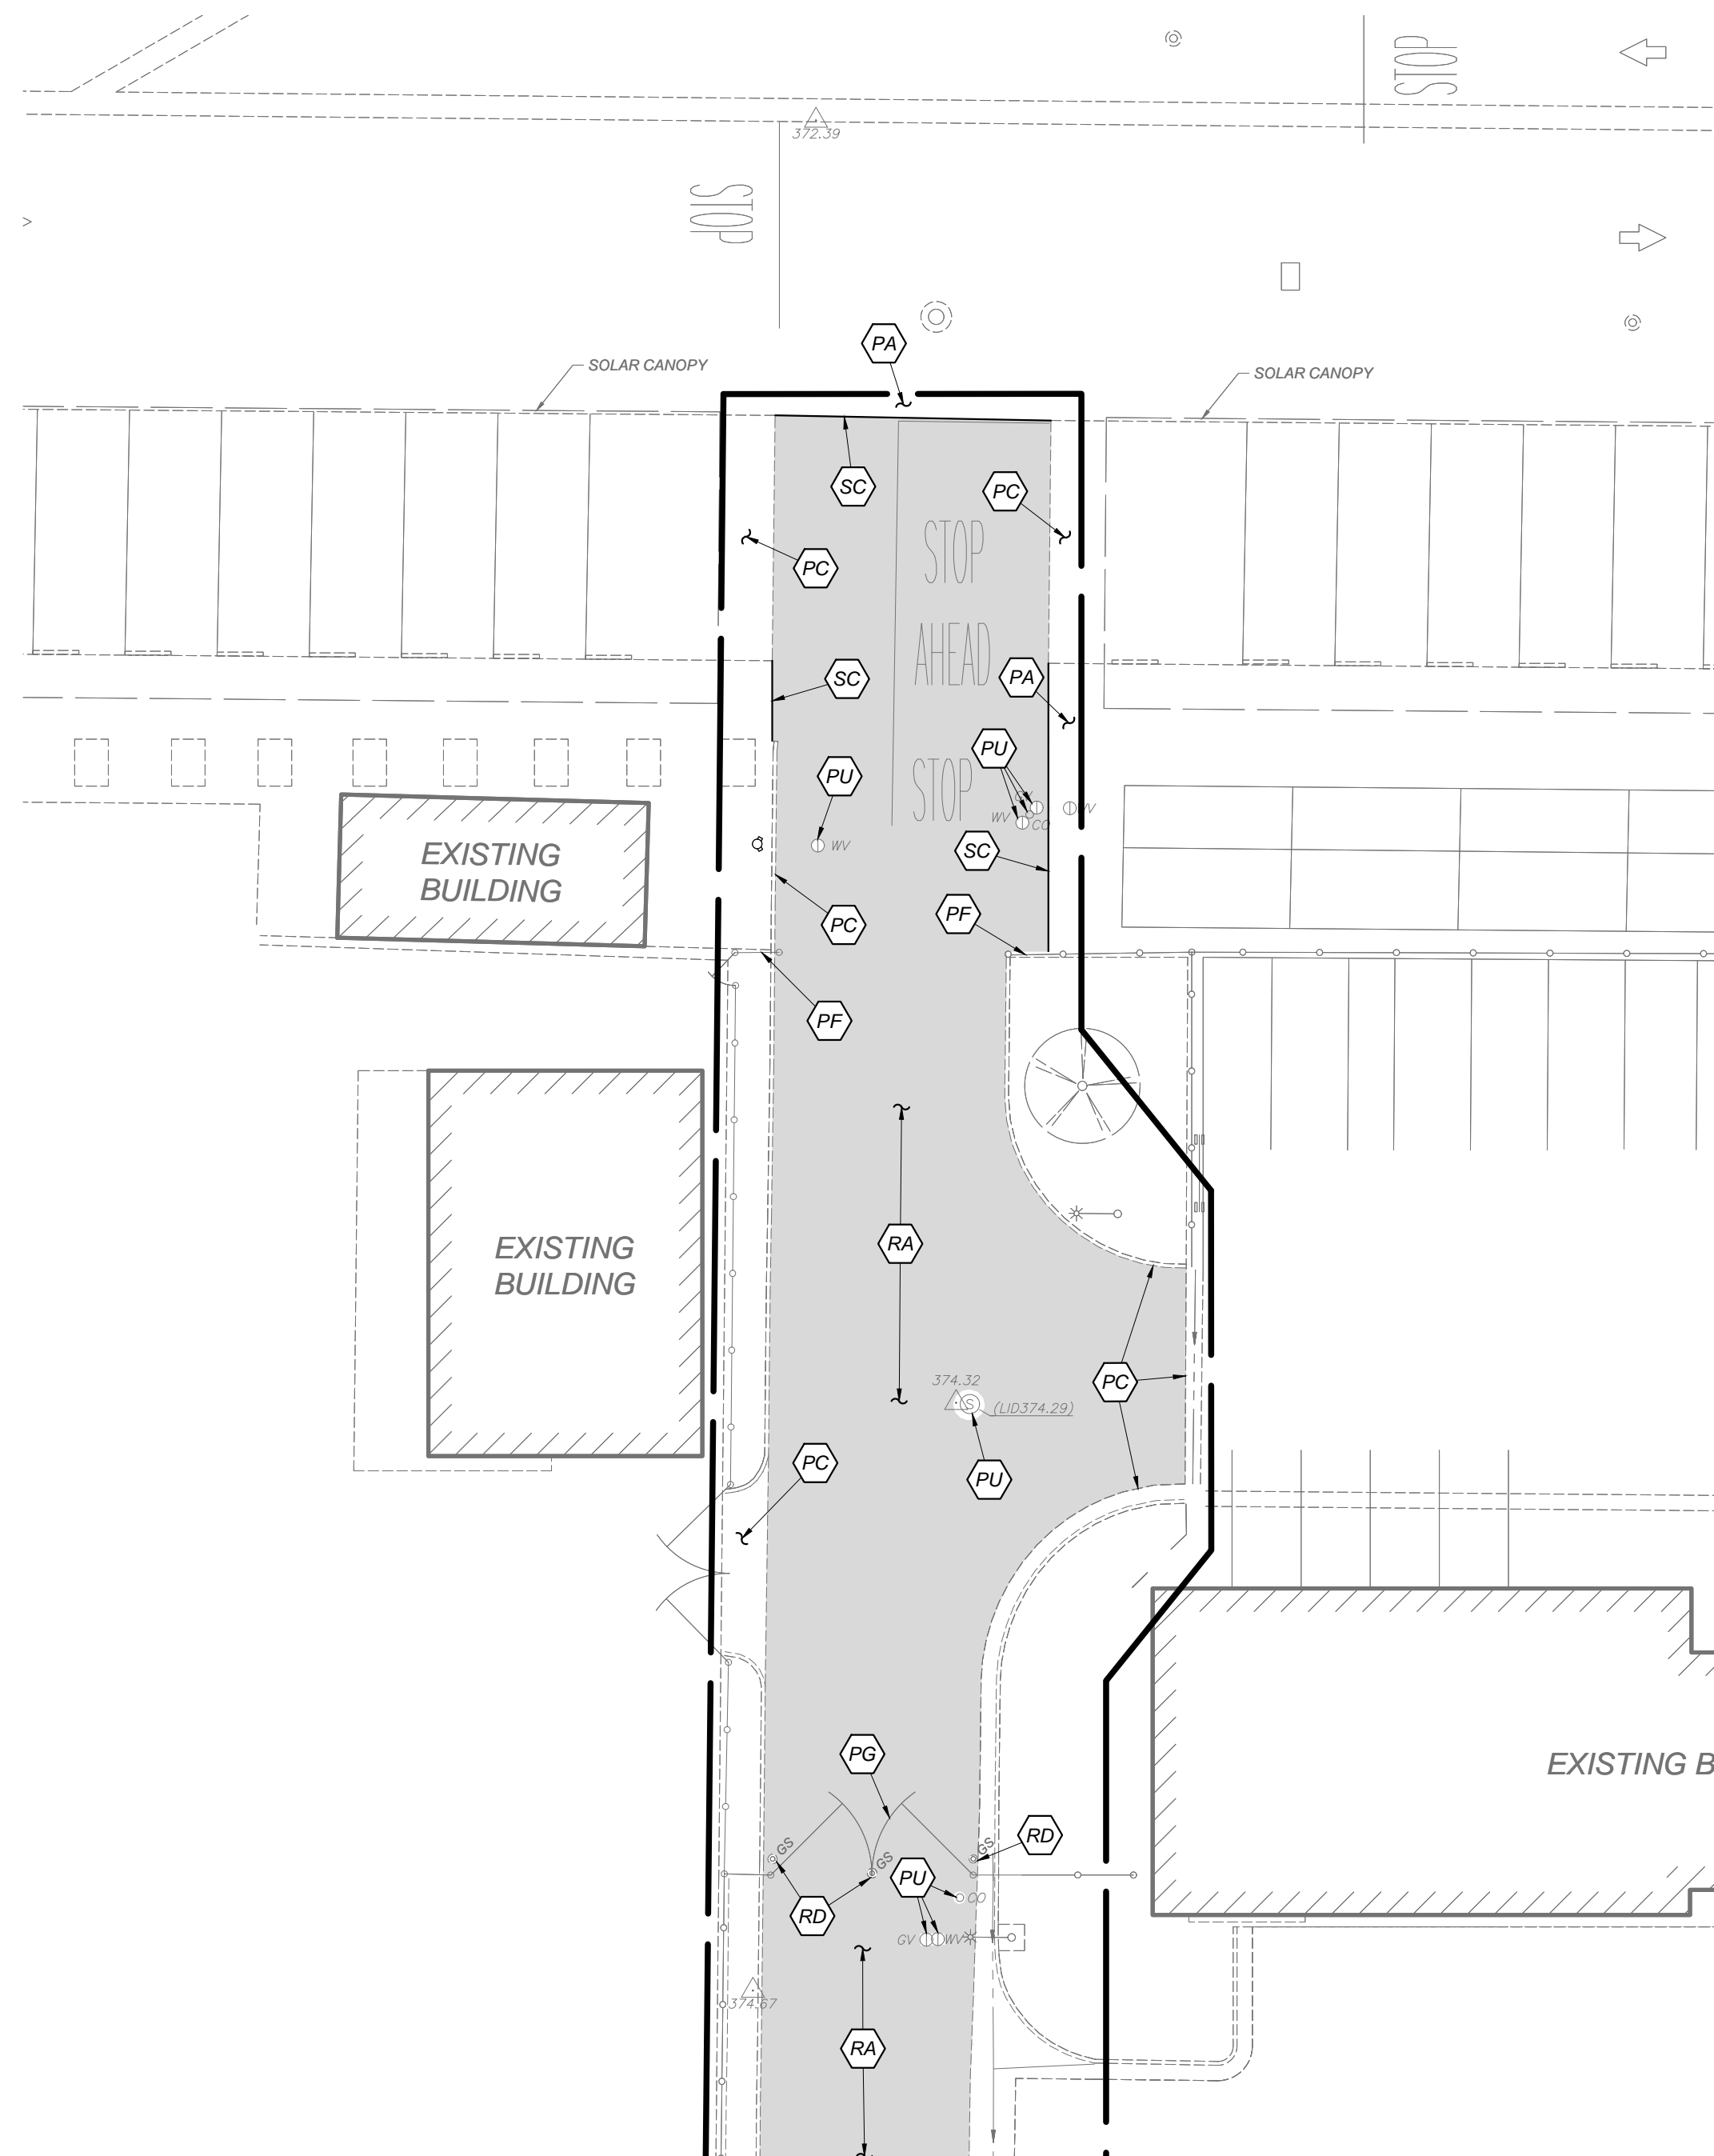 STOP
372.39
STOP
PA
SOLAR CANOPY
SOLAR CANOPY
SC
PC
STOP
PC
AHEAD
SC
PA
PU
PU
STOP
WV
CO
WV
SC
EXISTING
BUILDING
PF
PC
PF
RA
EXISTING
BUILDING
374.32
PC
(LID374.29)
S
PC
PU
PG
EXISTING B
RD
GS
GS
GS
PU
CO
RD
GV
WV
374.67
RA